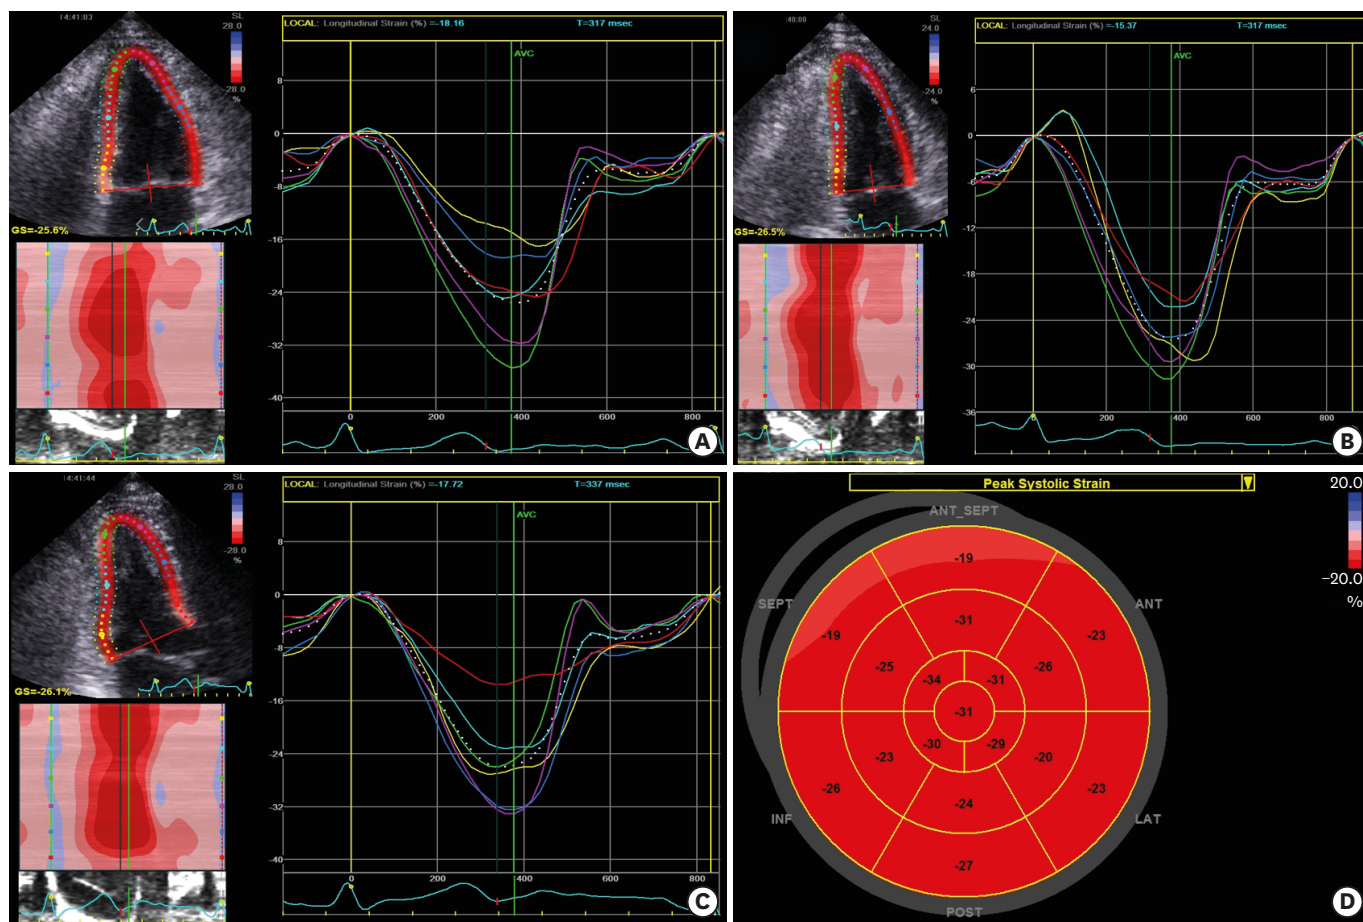 14:41:03
SL
28.0
-28.0
%
GS=-25.6%
LOCAL: Longitudinal Strain (%) =-18.16 T=317 msec
AVC
8
0
-8
-16
-24
-32
-40
0 200 400 600 800
A
:40:00
SL
24.0
-24.0
%
GS=-26.5%
LOCAL: Longitudinal Strain (%) =-15.37 T=317 msec
AVC
6
0
-6
-12
-18
-24
-30
-36
0 200 400 600 800
B
14:41:44
SL
28.0
-28.0
%
GS=-26.1%
LOCAL: Longitudinal Strain (%) =-17.72 T=337 msec
AVC
8
0
-8
-16
-24
-32
-40
0 200 400 600 800
C
Peak Systolic Strain
20.0
-20.0
%
ANT_SEPT
SEPT
ANT
INF
LAT
POST
-19
-19
-23
-31
-25
-26
-34
-31
-31
-30
-29
-23
-20
-26
-23
-24
-27
D